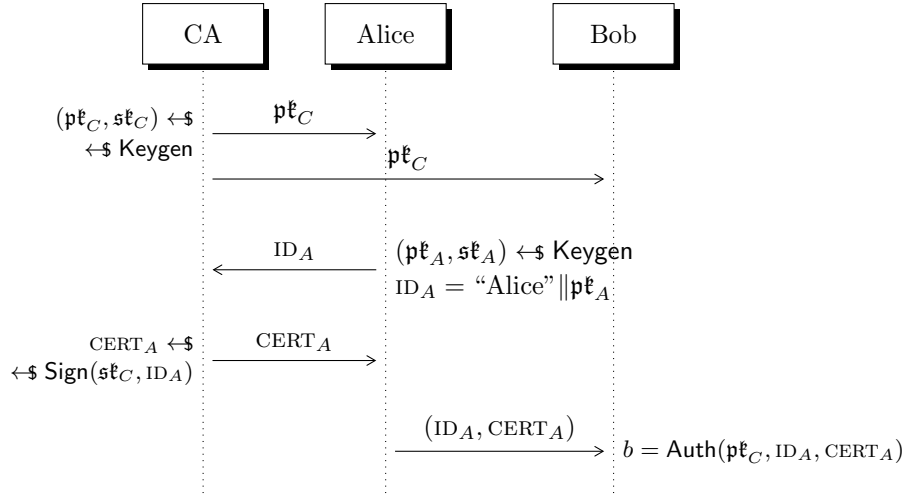 CA Alice Bob
(𝔭𝔨_C, 𝔰𝔨_C) ↞$
↞$ Keygen
𝔭𝔨_C
𝔭𝔨_C
ID_A
(𝔭𝔨_A, 𝔰𝔨_A) ↞$ Keygen
ID_A = “Alice”‖𝔭𝔨_A
CERT_A ↞$
↞$ Sign(𝔰𝔨_C, ID_A)
CERT_A
(ID_A, CERT_A)
b = Auth(𝔭𝔨_C, ID_A, CERT_A)